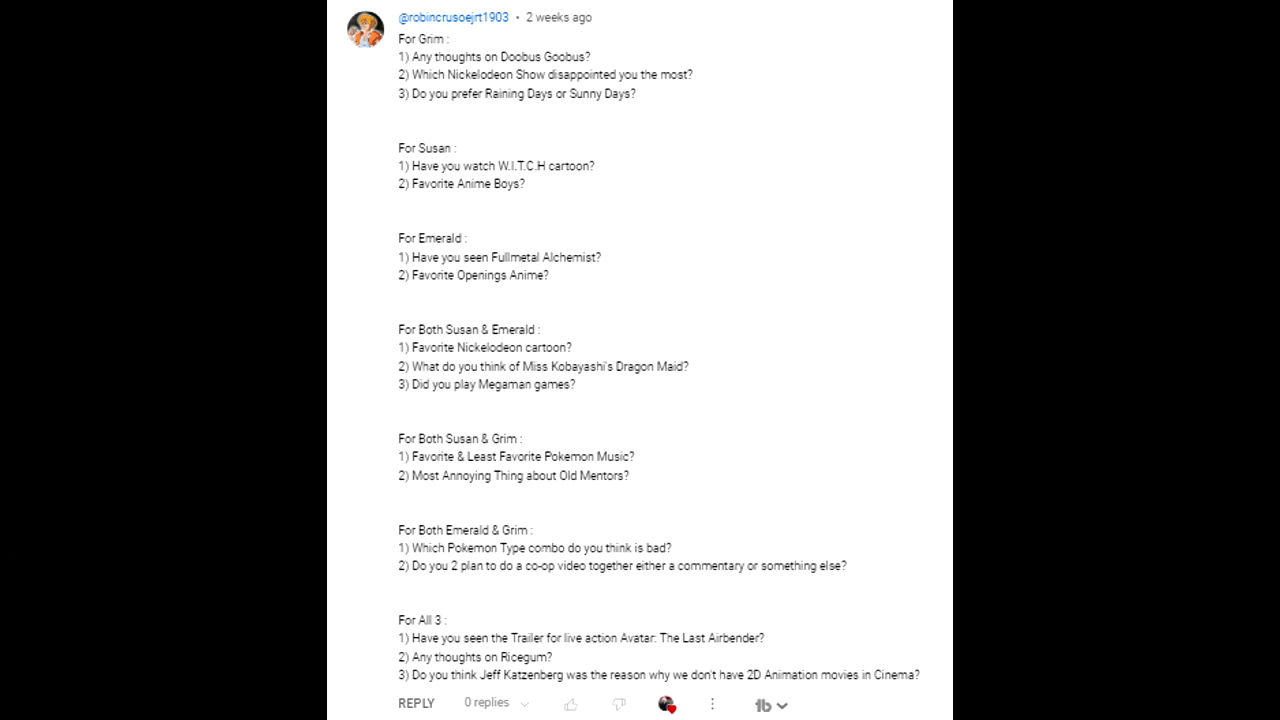 @robincrusoejrt1903 • 2 weeks ago
For Grim :
1) Any thoughts on Doobus Goobus?
2) Which Nickelodeon Show disappointed you the most?
3) Do you prefer Raining Days or Sunny Days?
For Susan :
1) Have you watch W.I.T.C.H cartoon?
2) Favorite Anime Boys?
For Emerald :
1) Have you seen Fullmetal Alchemist?
2) Favorite Openings Anime?
For Both Susan & Emerald :
1) Favorite Nickelodeon cartoon?
2) What do you think of Miss Kobayashi's Dragon Maid?
3) Did you play Megaman games?
For Both Susan & Grim :
1) Favorite & Least Favorite Pokemon Music?
2) Most Annoying Thing about Old Mentors?
For Both Emerald & Grim :
1) Which Pokemon Type combo do you think is bad?
2) Do you 2 plan to do a co-op video together either a commentary or something else?
For All 3 :
1) Have you seen the Trailer for live action Avatar: The Last Airbender?
2) Any thoughts on Ricegum?
3) Do you think Jeff Katzenberg was the reason why we don't have 2D Animation movies in Cinema?
REPLY 0 replies tb